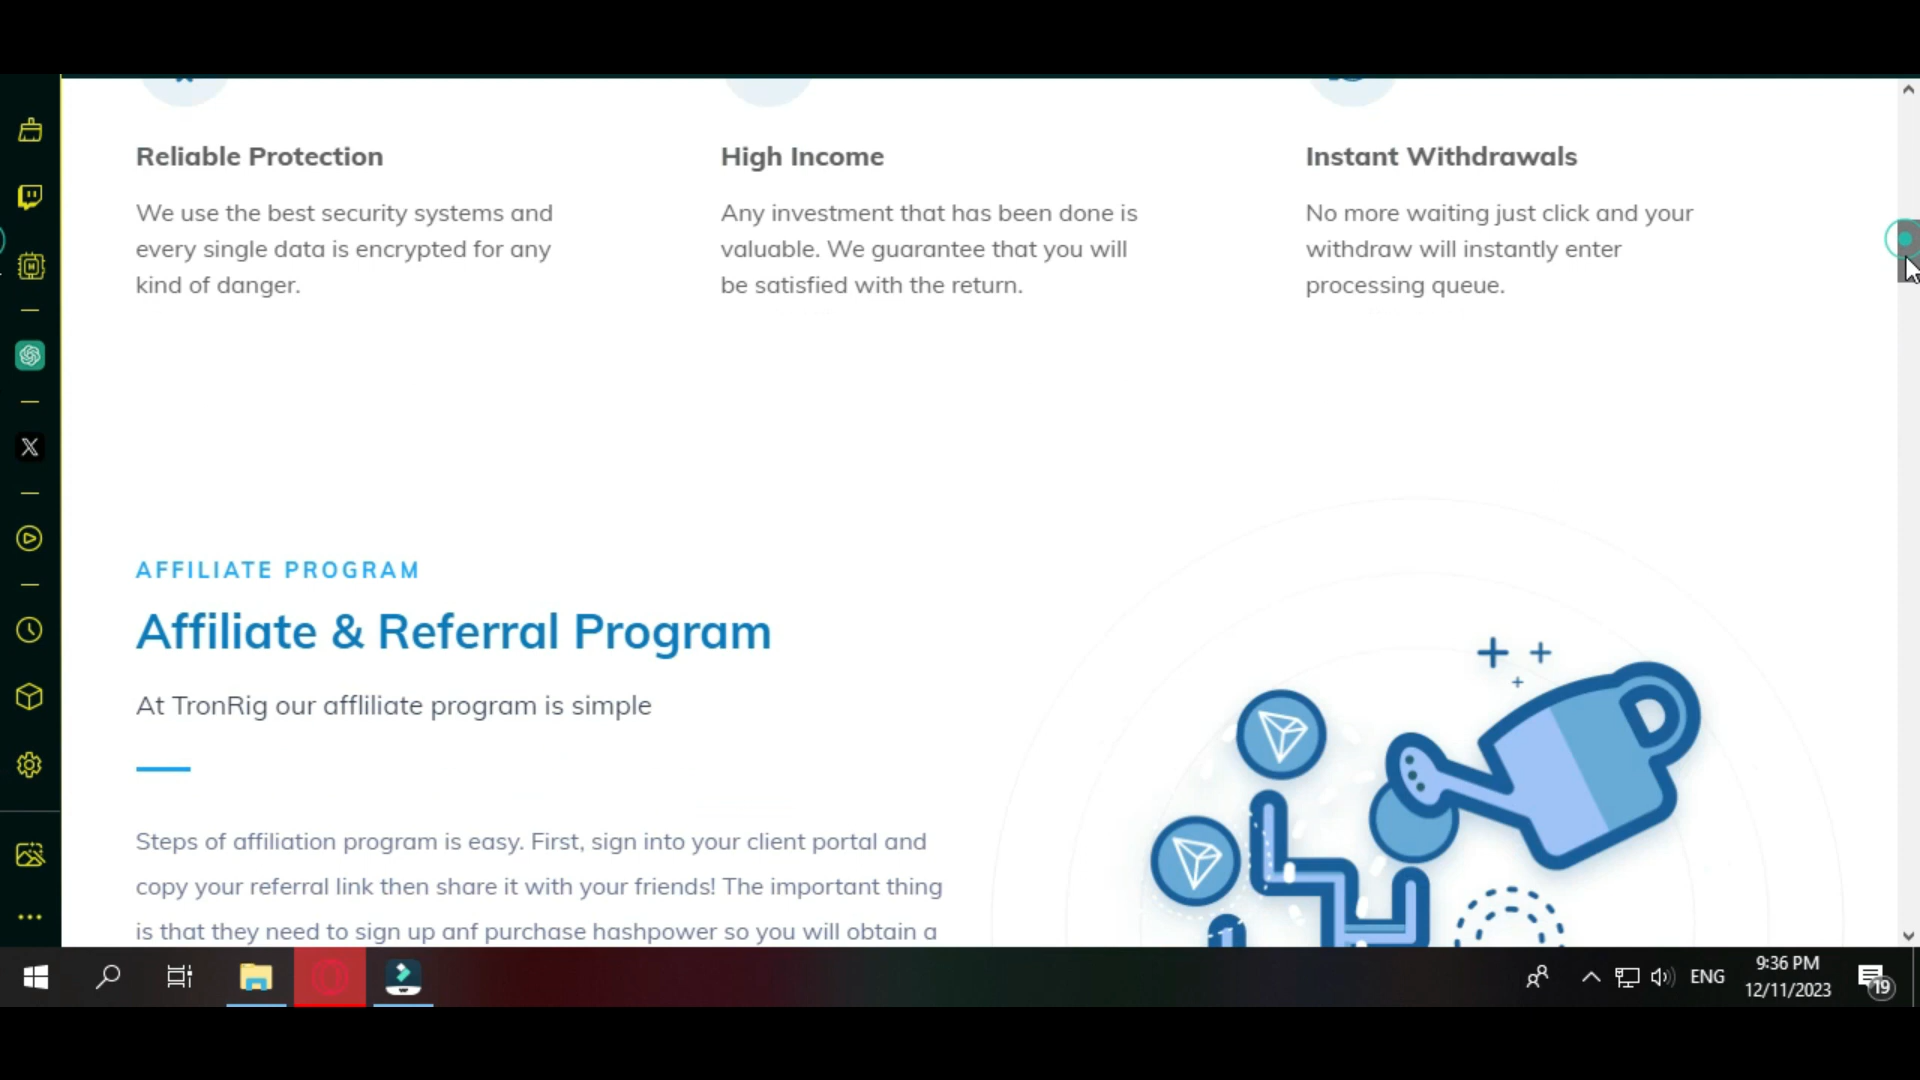 Reliable Protection
We use the best security systems and
every single data is encrypted for any
kind of danger.
High Income
Any investment that has been done is
valuable. We guarantee that you will
be satisfied with the return.
Instant Withdrawals
No more waiting just click and your
withdraw will instantly enter
processing queue.
AFFILIATE PROGRAM
Affiliate & Referral Program
At TronRig our affliliate program is simple
Steps of affiliation program is easy. First, sign into your client portal and
copy your referral link then share it with your friends! The important thing
is that they need to sign up anf purchase hashpower so you will obtain a
ENG
9:36 PM
12/11/2023
19